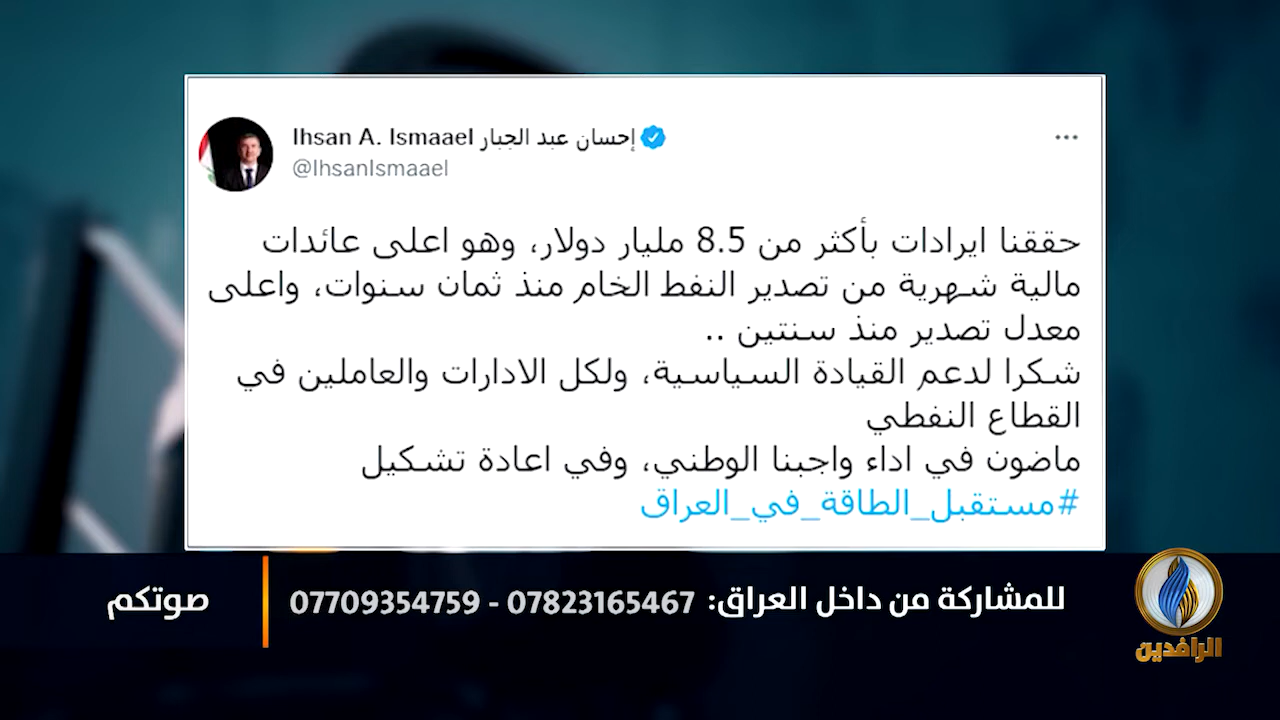 Ihsan A. Ismaael إحسان عبد الجبار
@IhsanIsmaael
حققنا ايرادات بأكثر من 8.5 مليار دولار، وهو اعلى عائدات
مالية شهرية من تصدير النفط الخام منذ ثمان سنوات، واعلى
معدل تصدير منذ سنتين ..
شكرا لدعم القيادة السياسية، ولكل الادارات والعاملين في
القطاع النفطي
ماضون في اداء واجبنا الوطني، وفي اعادة تشكيل
#مستقبل_الطاقة_في_العراق
للمشاركة من داخل العراق: 07823165467 - 07709354759
صوتكم
الرافدين